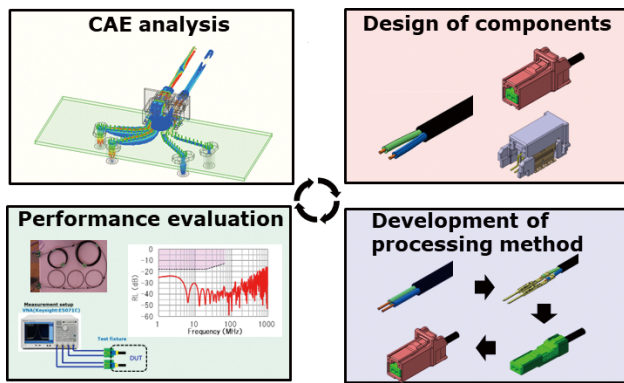 CAE analysis
Design of components
Performance evaluation
Measurement setup
VNA(Keysight:E5071C)
Test fixture
DUT
RL (dB)
0
-10
-20
-30
-40
-50
-60
1
10
100
1000
Frequency (MHz)
Development of
processing method